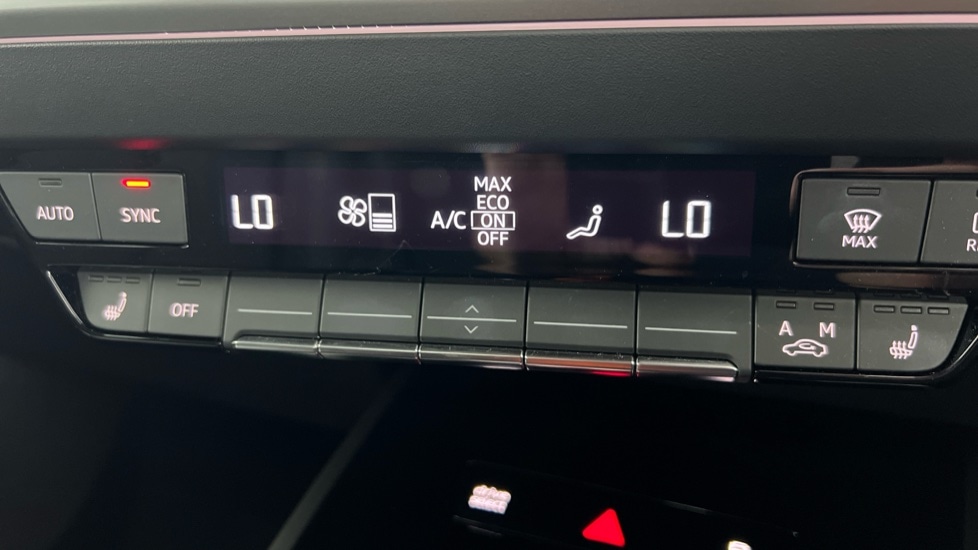 AUTO
SYNC
LO
A/C
MAX
ECO
ON
OFF
LO
MAX
OFF
A M